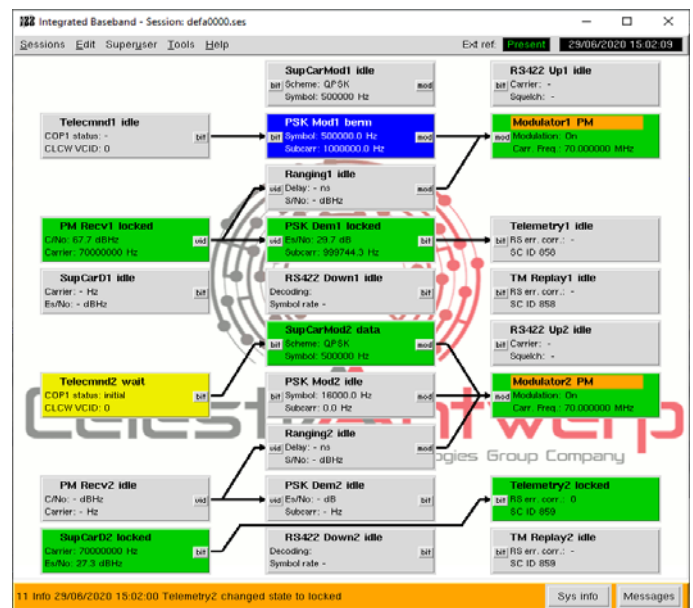 Integrated Baseband - Session: defa0000.ses
Sessions Edit Superuser Tools Help
Ext ref: Present 29/06/2020 15:02:09
SupCarMod1 idle
bit Scheme: QPSK mod
Symbol: 500000 Hz
RS422 Up1 idle
bit Carrier: -
Squelch: -
Telecmnd1 idle
COP1 status: - bit
CLCW VCID: 0
PSK Mod1 berm
bit Symbol: 500000.0 Hz mod
Subcarr: 1000000.0 Hz
Modulator1 PM
mod Modulation: On
Carr. Freq.: 70.000000 MHz
Ranging1 idle
vid Delay: - ns mod
S/No: - dBHz
PM Recv1 locked
C/No: 67.7 dBHz vid
Carrier: 70000000 Hz
PSK Dem1 locked
vid Es/No: 29.7 dB bit
Subcarr: 999744.3 Hz
Telemetry1 idle
bit RS err. corr.: -
SC ID 858
SupCarD1 idle
Carrier: - Hz bit
Es/No: - dBHz
RS422 Down1 idle
Decoding: bit
Symbol rate -
TM Replay1 idle
bit RS err. corr.: -
SC ID 858
SupCarMod2 data
bit Scheme: QPSK mod
Symbol: 500000 Hz
RS422 Up2 idle
bit Carrier: -
Squelch: -
Telecmnd2 wait
COP1 status: initial bit
CLCW VCID: 0
PSK Mod2 idle
bit Symbol: 16000.0 Hz mod
Subcarr: 0.0 Hz
Modulator2 PM
mod Modulation: On
Carr. Freq.: 70.000000 MHz
Ranging2 idle
vid Delay: - ns mod
S/No: - dBHz
ogies Group Company
PM Recv2 idle
C/No: - dBHz vid
Carrier: - Hz
PSK Dem2 idle
vid Es/No: - dB bit
Subcarr: - Hz
Telemetry2 locked
bit RS err. corr.: 0
SC ID 859
SupCarD2 locked
Carrier: 70000000 Hz bit
Es/No: 27.3 dBHz
RS422 Down2 idle
Decoding: bit
Symbol rate -
TM Replay2 idle
bit RS err. corr.: -
SC ID 859
11 Info 29/06/2020 15:02:00 Telemetry2 changed state to locked
Sys info Messages